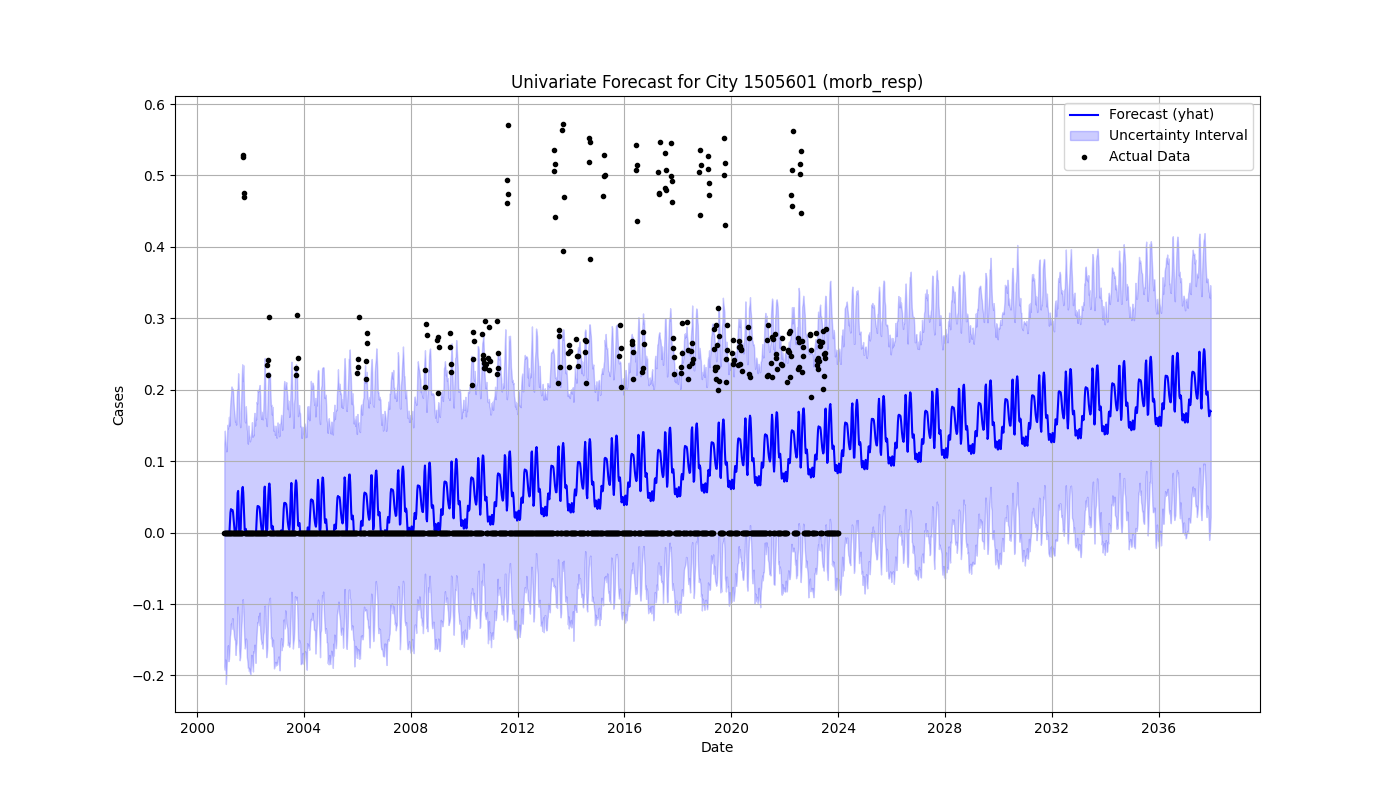 Univariate Forecast for City 1505601 (morb_resp)
Forecast (yhat)
Uncertainty Interval
Actual Data
Cases
0.6
0.5
0.4
0.3
0.2
0.1
0.0
−0.1
−0.2
2000 2004 2008 2012 2016 2020 2024 2028 2032 2036
Date